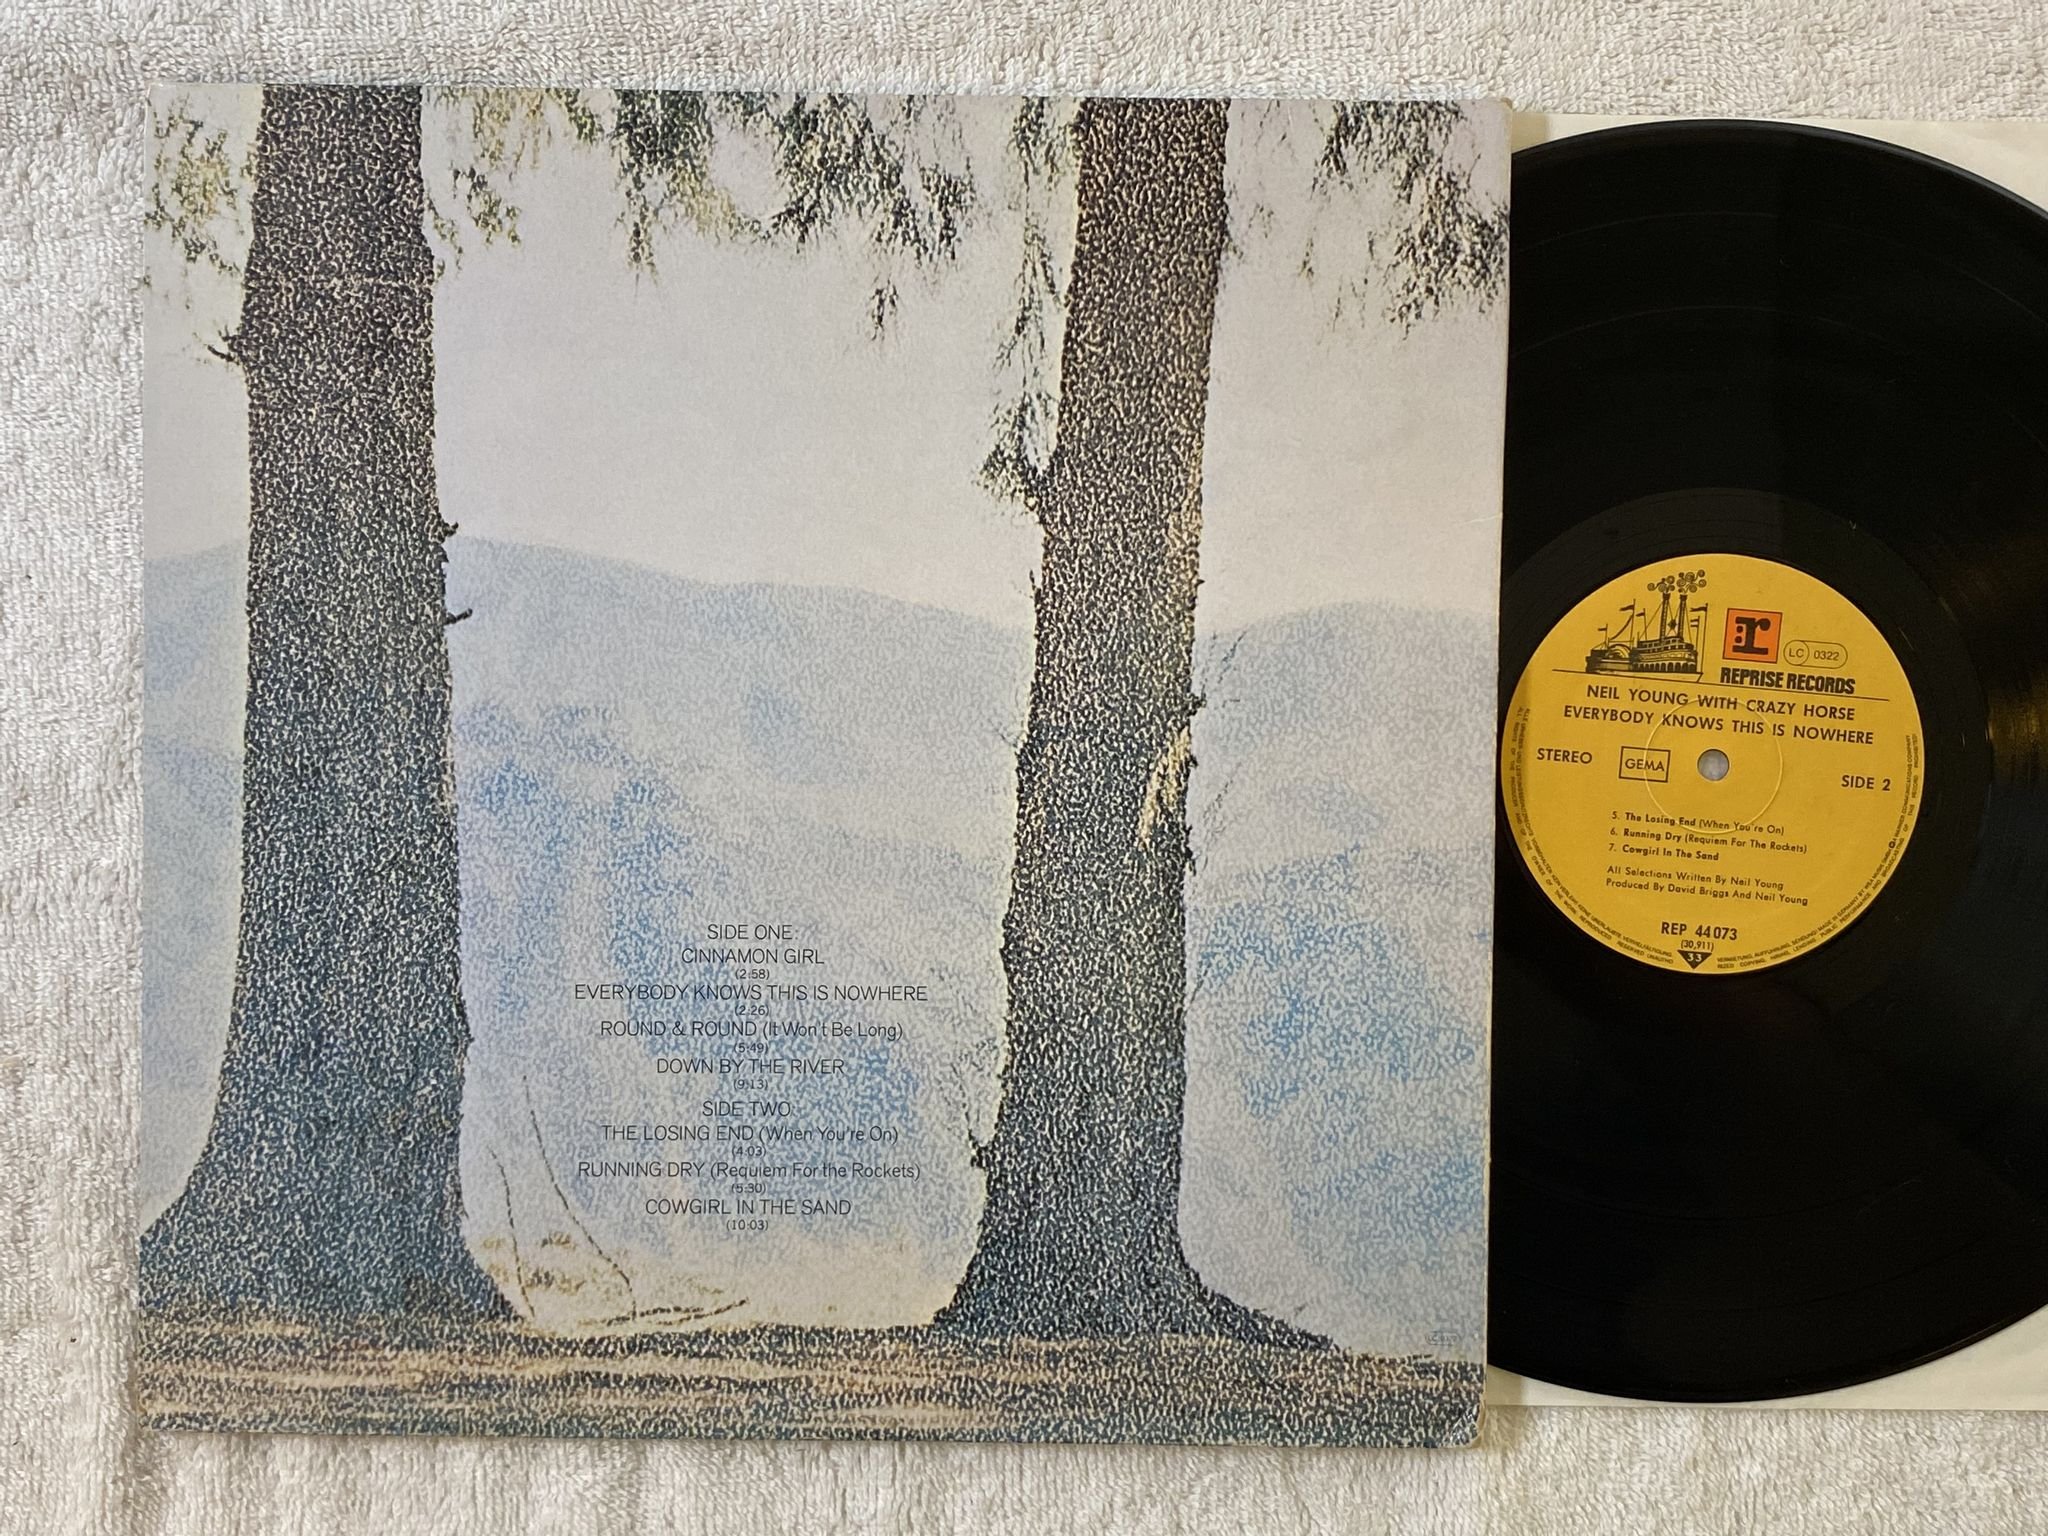 SIDE ONE:
CINNAMON GIRL
(2:58)
EVERYBODY KNOWS THIS IS NOWHERE
(2:26)
ROUND & ROUND (It Won't Be Long)
(5:49)
DOWN BY THE RIVER
(9:13)
SIDE TWO:
THE LOSING END (When You're On)
(4:03)
RUNNING DRY (Requiem For the Rockets)
(5:30)
COWGIRL IN THE SAND
(10:03)
r
LC 0322
REPRISE RECORDS
NEIL YOUNG WITH CRAZY HORSE
EVERYBODY KNOWS THIS IS NOWHERE
STEREO
GEMA
SIDE 2
5. The Losing End (When You're On)
6. Running Dry (Requiem For The Rockets)
7. Cowgirl In The Sand
All Selections Written By Neil Young
Produced By David Briggs And Neil Young
REP 44 073
(30,911)
33